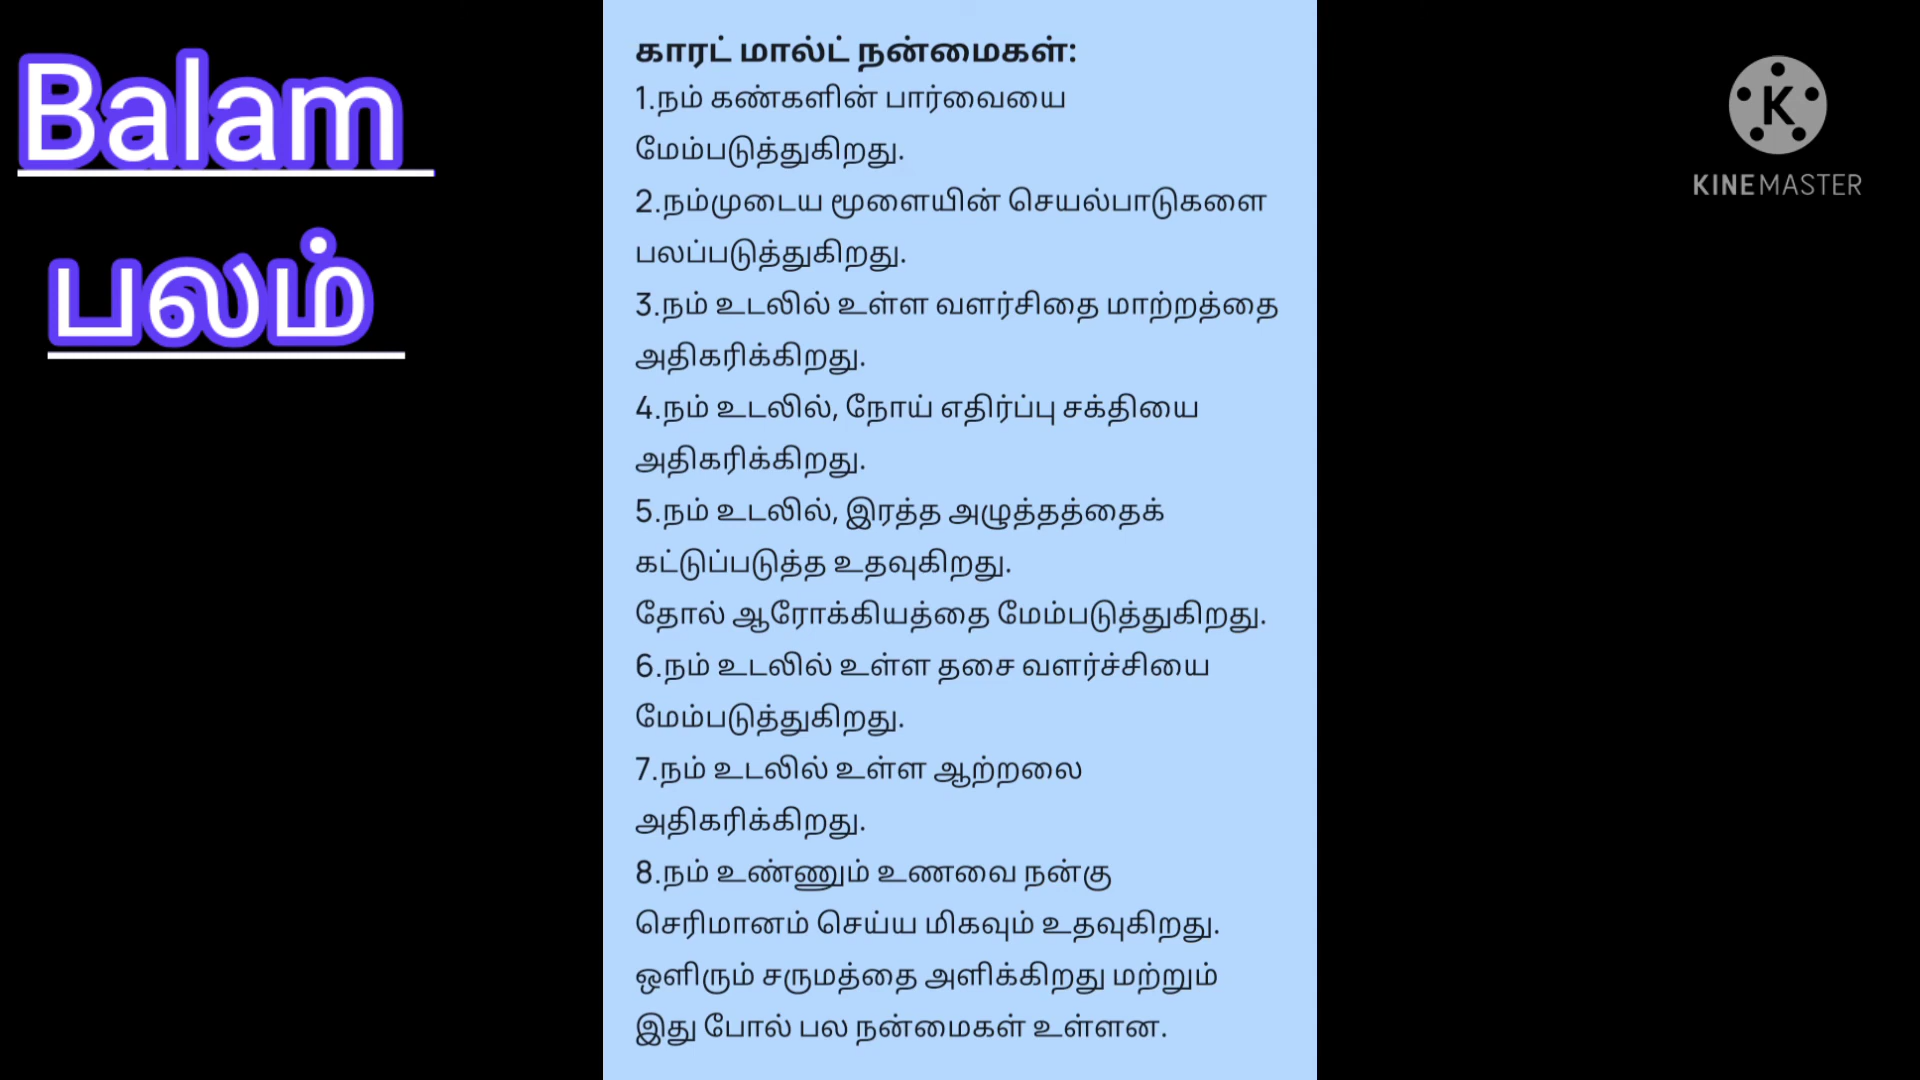 Balam
பலம்
காரட் மால்ட் நன்மைகள்:
1.நம் கண்களின் பார்வையை
மேம்படுத்துகிறது.
2.நம்முடைய மூளையின் செயல்பாடுகளை
பலப்படுத்துகிறது.
3.நம் உடலில் உள்ள வளர்சிதை மாற்றத்தை
அதிகரிக்கிறது.
4.நம் உடலில், நோய் எதிர்ப்பு சக்தியை
அதிகரிக்கிறது.
5.நம் உடலில், இரத்த அழுத்தத்தைக்
கட்டுப்படுத்த உதவுகிறது.
தோல் ஆரோக்கியத்தை மேம்படுத்துகிறது.
6.நம் உடலில் உள்ள தசை வளர்ச்சியை
மேம்படுத்துகிறது.
7.நம் உடலில் உள்ள ஆற்றலை
அதிகரிக்கிறது.
8.நம் உண்ணும் உணவை நன்கு
செரிமானம் செய்ய மிகவும் உதவுகிறது.
ஒளிரும் சருமத்தை அளிக்கிறது மற்றும்
இது போல் பல நன்மைகள் உள்ளன.
K
KINEMASTER